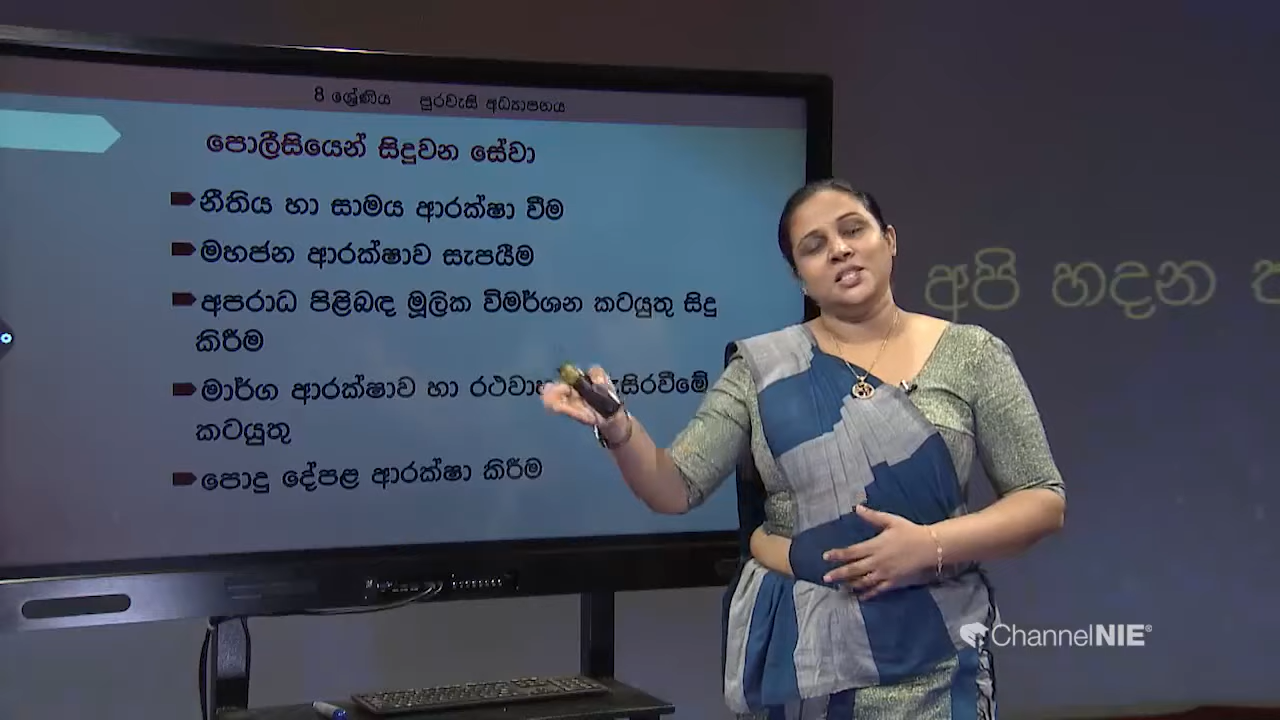 8 ශ්‍රේණිය පුරවැසි අධ්‍යාපනය
පොලීසියෙන් සිදුවන සේවා
නීතිය හා සාමය ආරක්ෂා වීම
මහජන ආරක්ෂාව සැපයීම
අපරාධ පිළිබඳ මූලික විමර්ශන කටයුතු සිදු
කිරීම
මාර්ග ආරක්ෂාව හා
කටයුතු
පොදු දේපළ ආරක්ෂා කිරීම
අපි හදන
ChannelNIE®